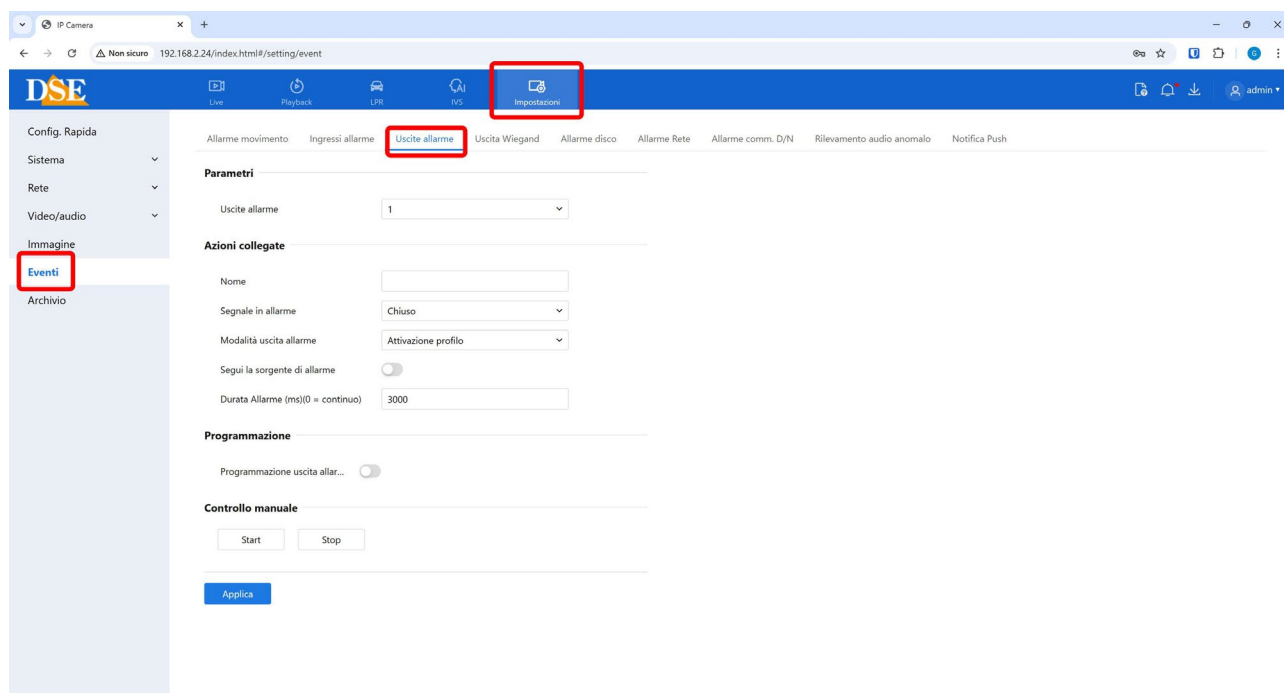 IP Camera
Non sicuro 192.168.2.24/index.html#/setting/event
G
DSE
Live Playback LPR IVS Impostazioni
AI
admin
Config. Rapida
Sistema
Rete
Video/audio
Immagine
Eventi
Archivio
Allarme movimento Ingressi allarme Uscite allarme Uscita Wiegand Allarme disco Allarme Rete Allarme comm. D/N Rilevamento audio anomalo Notifica Push
Parametri
Uscite allarme 1
Azioni collegate
Nome
Segnale in allarme Chiuso
Modalità uscita allarme Attivazione profilo
Segui la sorgente di allarme
Durata Allarme (ms)(0 = continuo) 3000
Programmazione
Programmazione uscita allar...
Controllo manuale
Start Stop
Applica